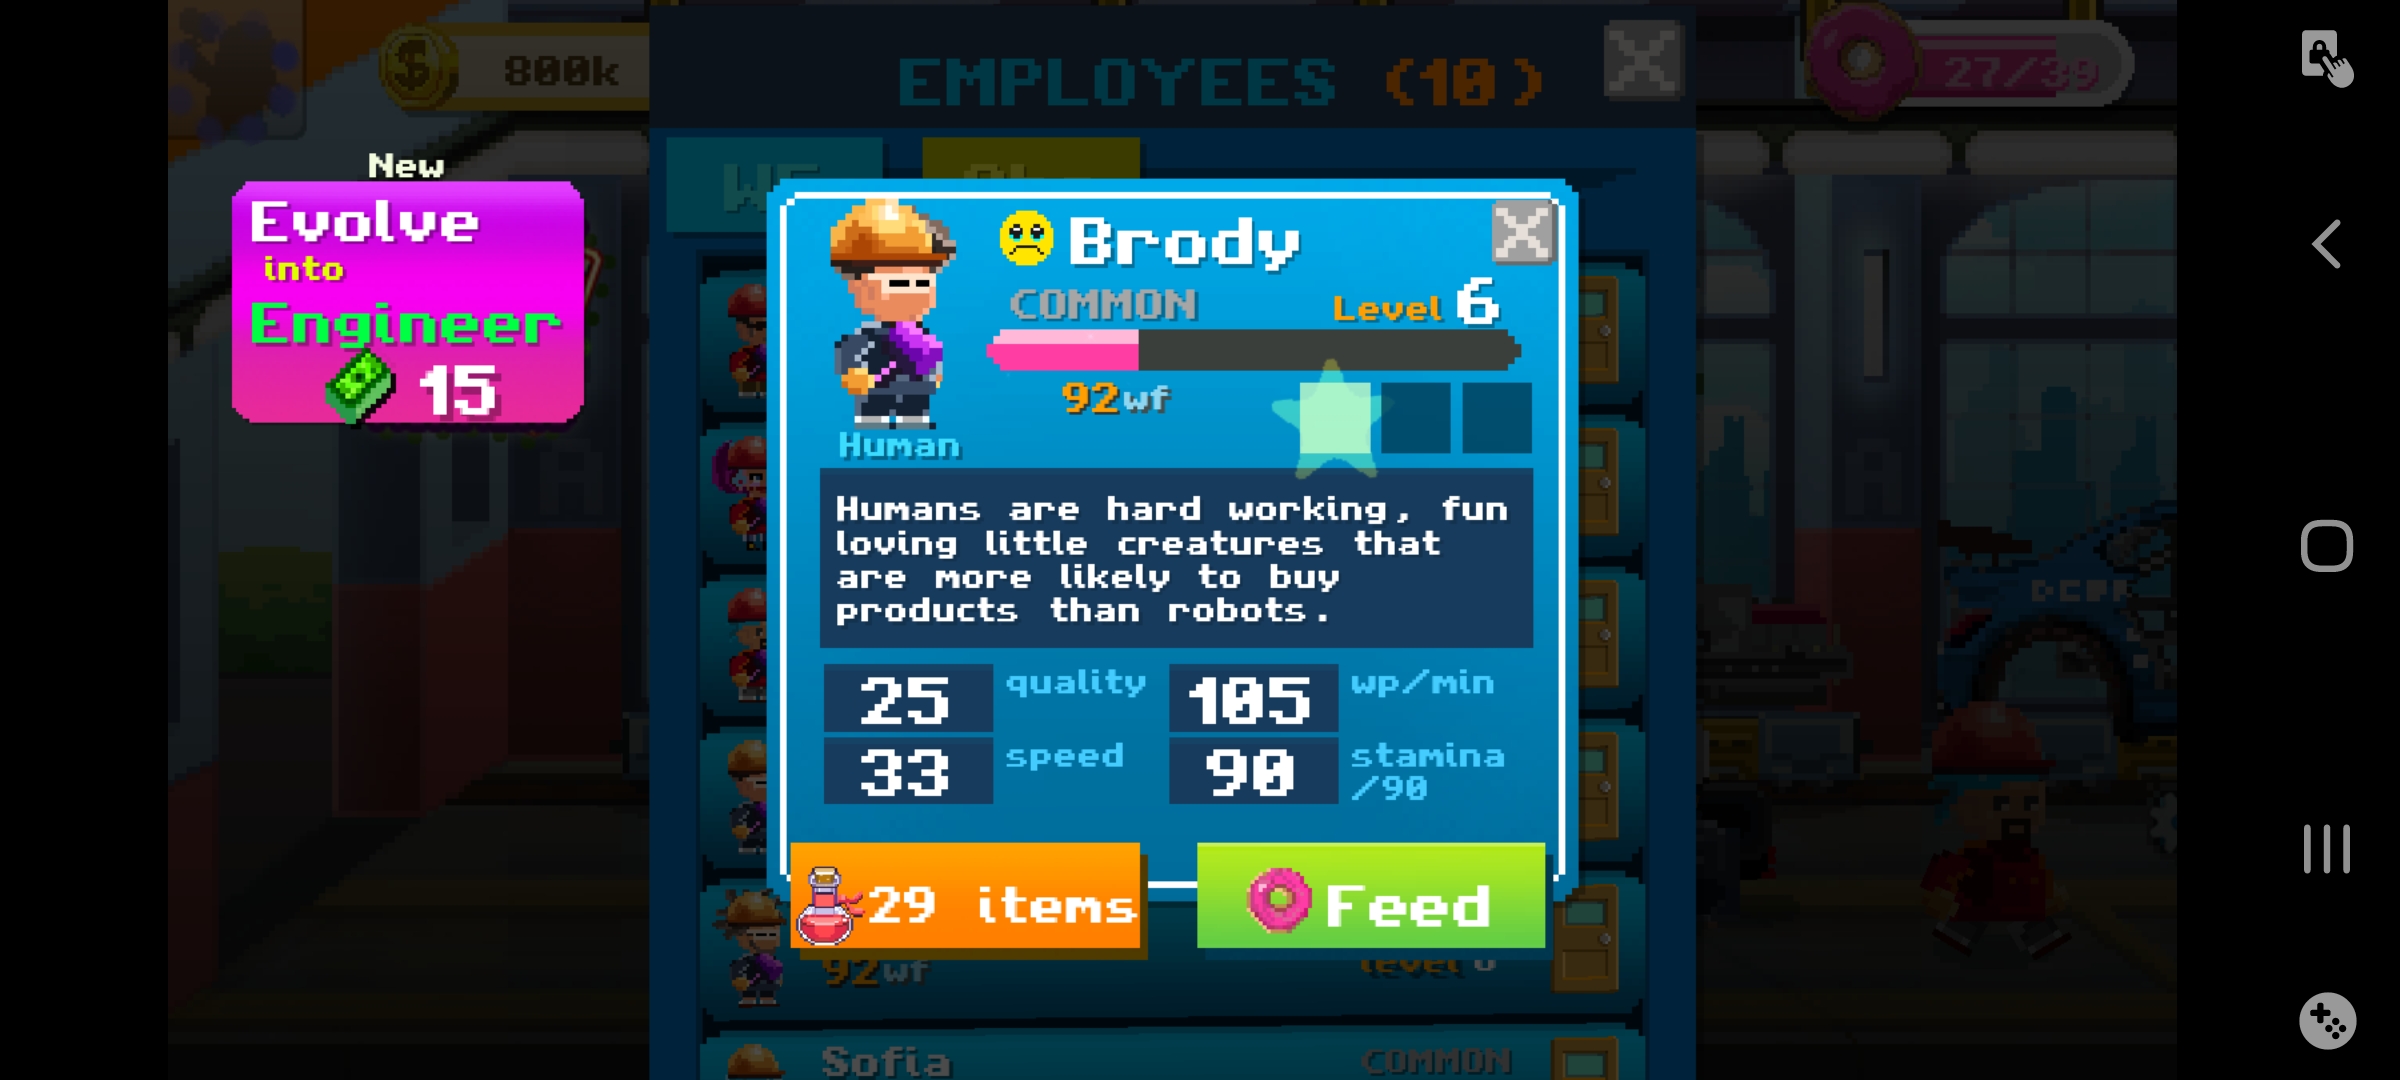 800k
EMPLOYEES (10)
27/39
New
Evolve
into
Engineer
15
Brody
COMMON
Level 6
92wf
Human
Humans are hard working, fun
loving little creatures that
are more likely to buy
products than robots.
25 quality
105 wp/min
33 speed
90 stamina
/90
29 items
Feed
92wf
level
Sofia
COMMON